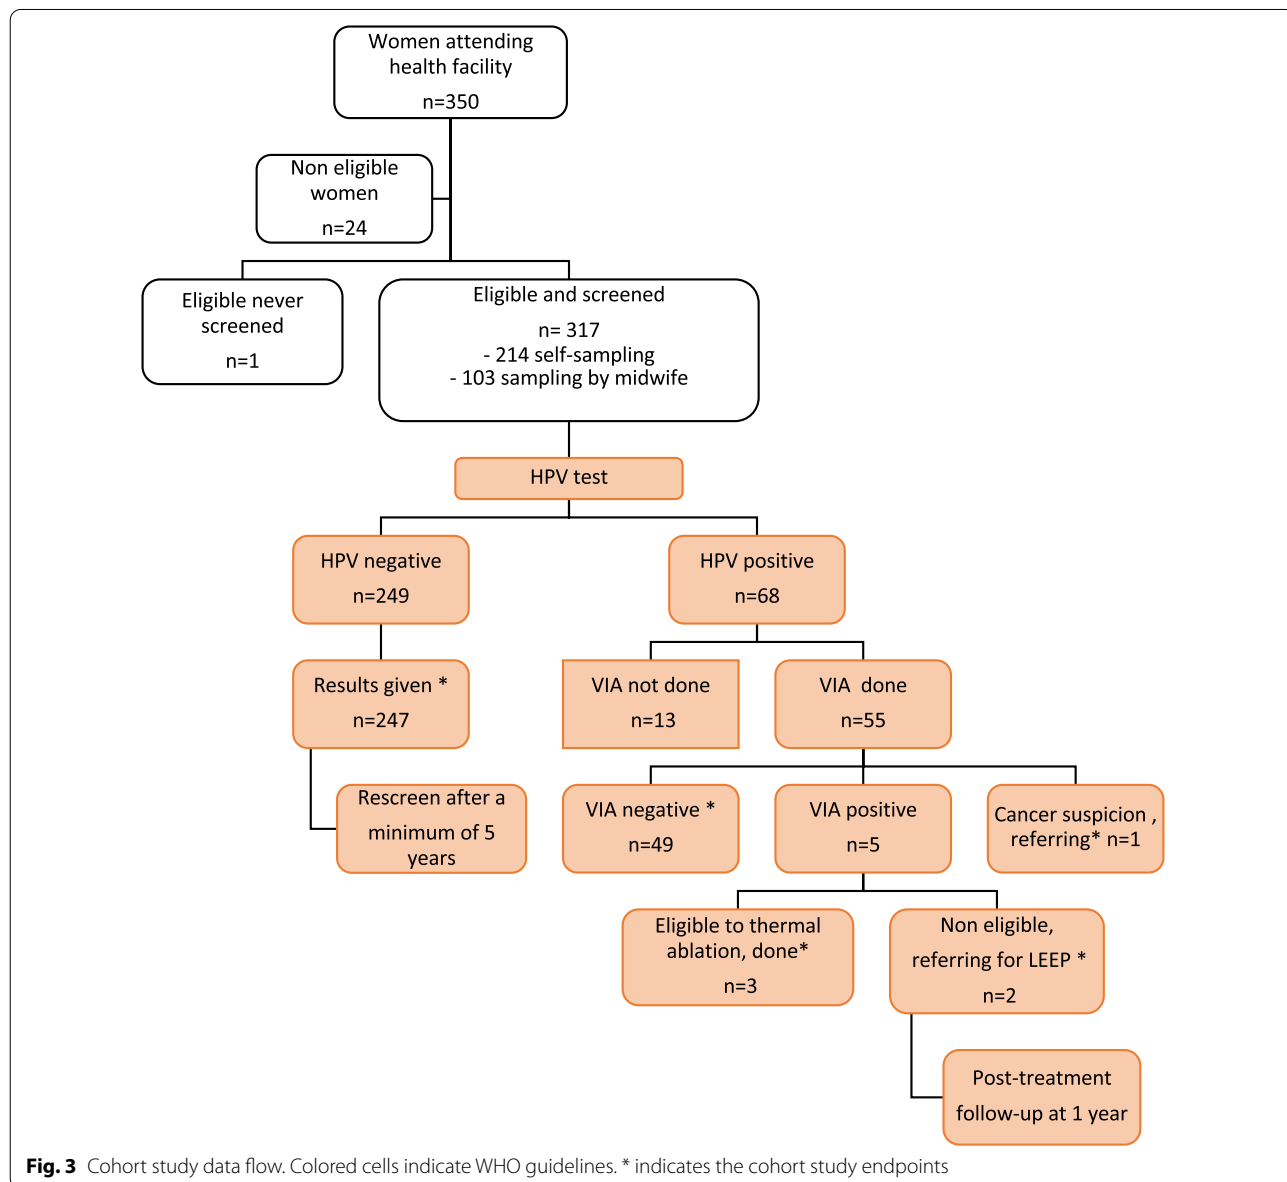 Women attending
health facility
n=350
Non eligible
women
n=24
Eligible never
screened
n=1
Eligible and screened
n= 317
- 214 self-sampling
- 103 sampling by midwife
HPV test
HPV negative
n=249
HPV positive
n=68
Results given *
n=247
VIA not done
n=13
VIA  done
n=55
Rescreen after a
minimum of 5
years
VIA negative *
n=49
VIA positive
n=5
Cancer suspicion ,
referring* n=1
Eligible to thermal
ablation, done*
n=3
Non eligible,
referring for LEEP *
n=2
Post-treatment
follow-up at 1 year
Fig. 3 Cohort study data flow. Colored cells indicate WHO guidelines. * indicates the cohort study endpoints